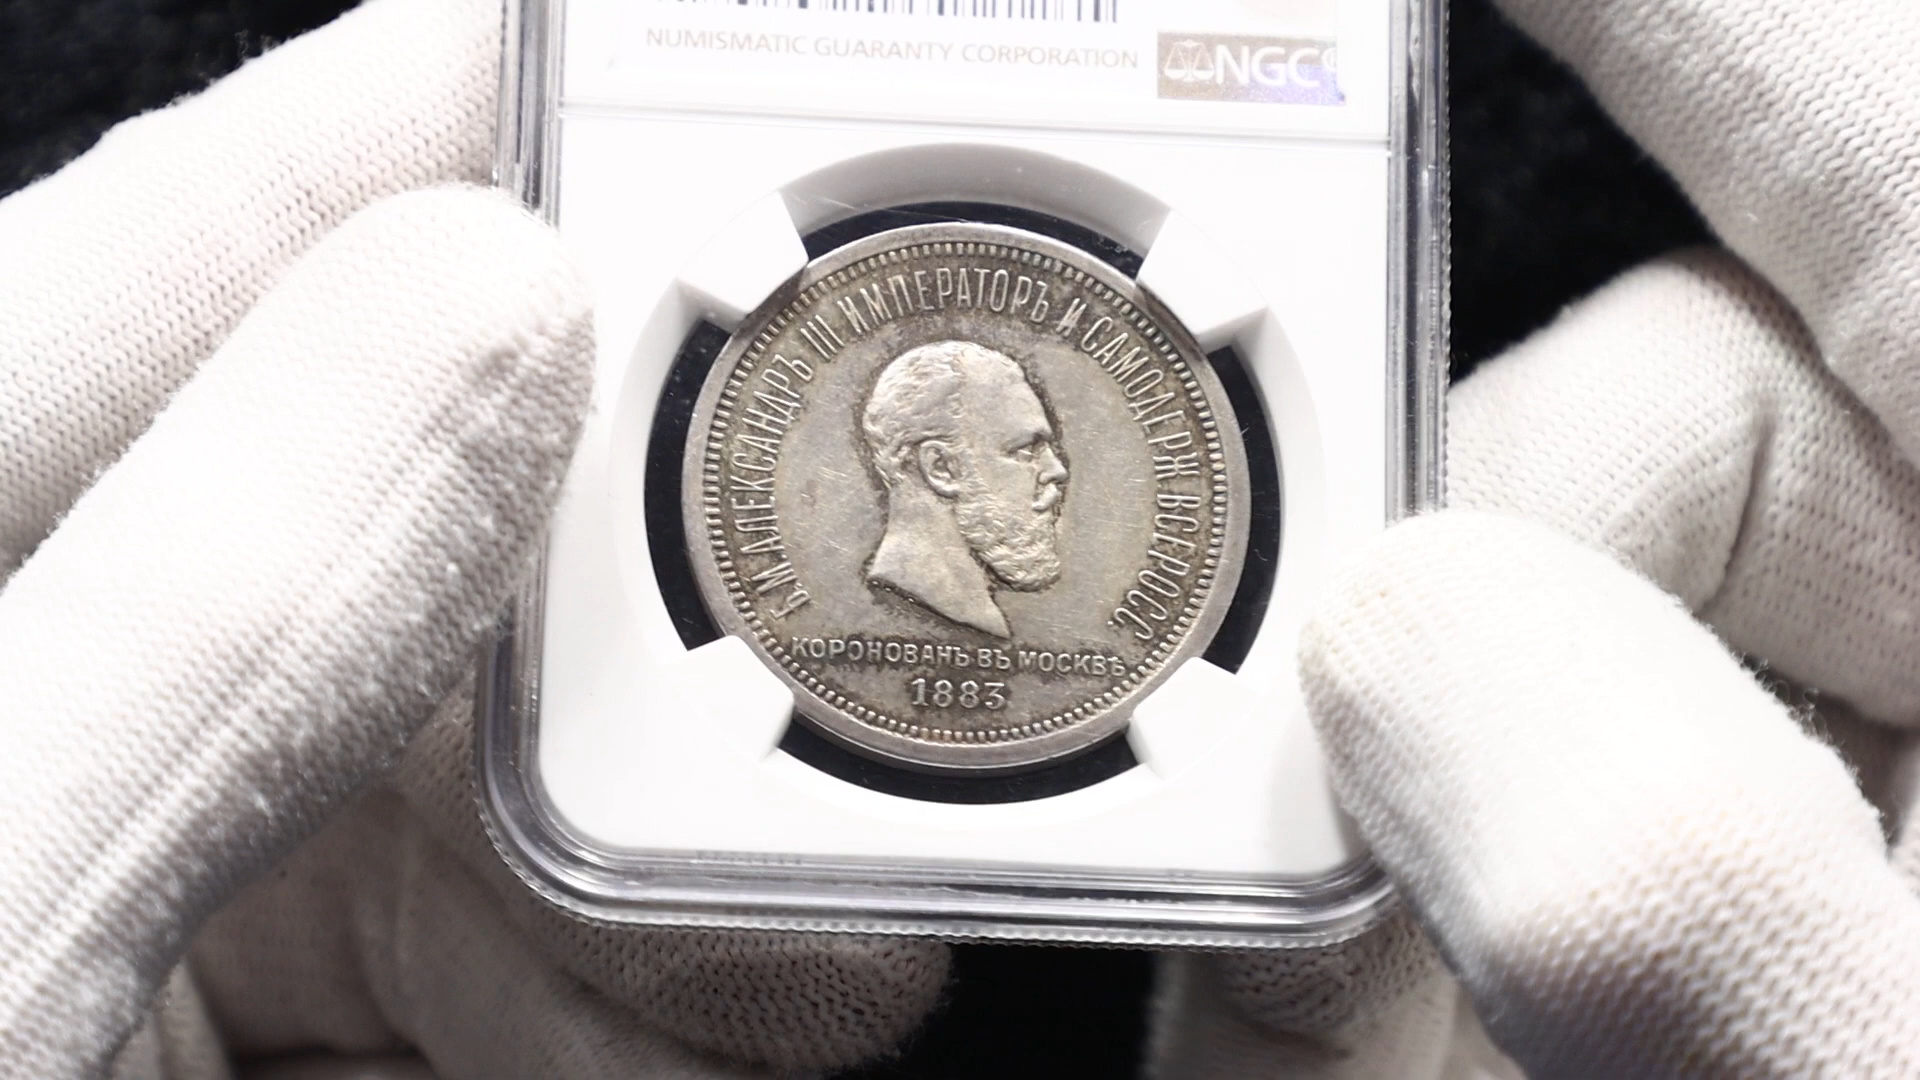 NUMISMATIC GUARANTY CORPORATION
NGC
Б.М.АЛЕКСАНДРЪ III ИМПЕРАТОРЪ И САМОДЕРЖ.ВСЕРОСС.
КОРОНОВАНЪ ВЪ МОСКВѢ
1883